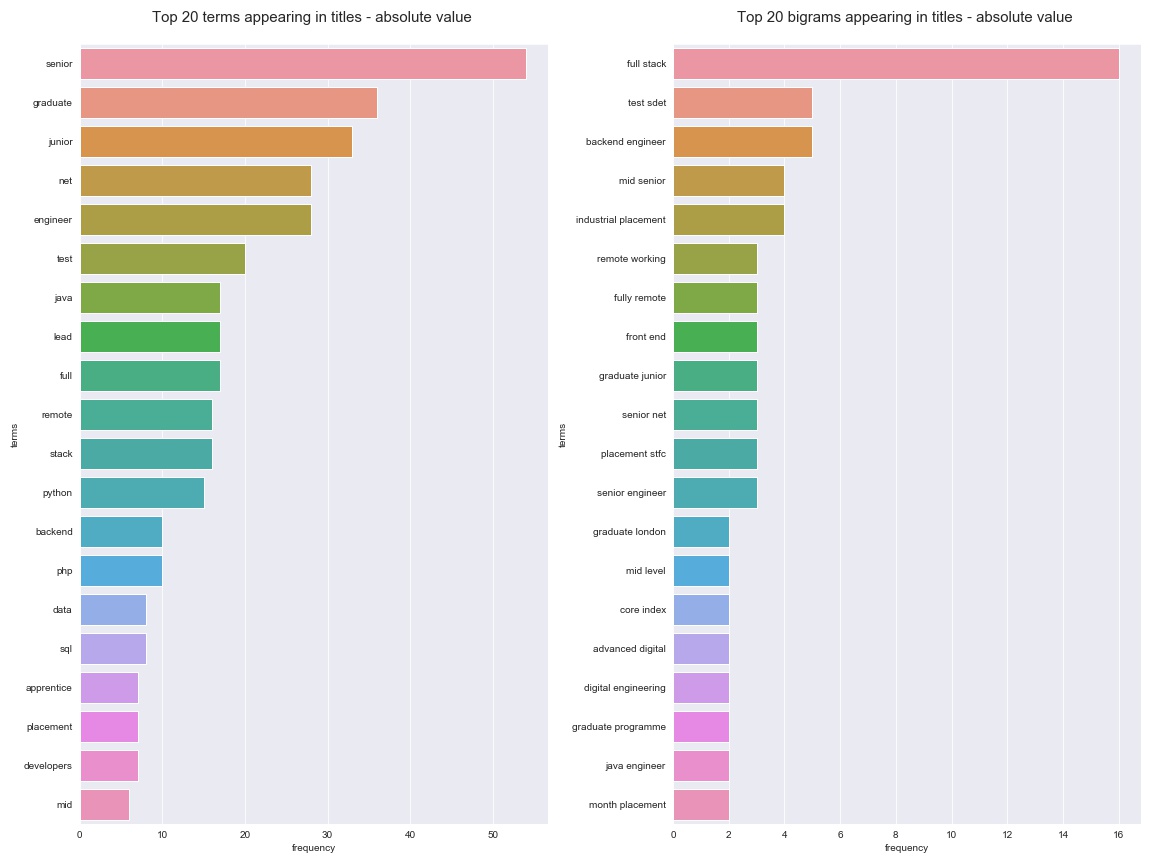 Top 20 terms appearing in titles - absolute value
senior
graduate
junior
net
engineer
test
java
lead
full
remote
stack
python
backend
php
data
sql
apprentice
placement
developers
mid
terms
0 10 20 30 40 50
frequency
Top 20 bigrams appearing in titles - absolute value
full stack
test sdet
backend engineer
mid senior
industrial placement
remote working
fully remote
front end
graduate junior
senior net
placement stfc
senior engineer
graduate london
mid level
core index
advanced digital
digital engineering
graduate programme
java engineer
month placement
terms
0 2 4 6 8 10 12 14 16
frequency